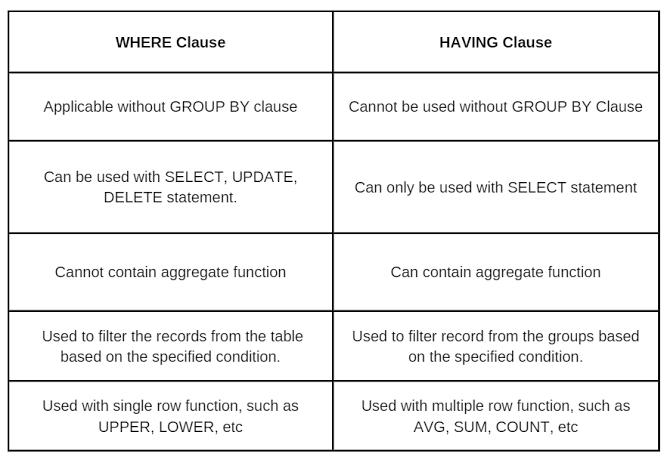 WHERE Clause
HAVING Clause
Applicable without GROUP BY clause
Cannot be used without GROUP BY Clause
Can be used with SELECT, UPDATE,
DELETE statement.
Can only be used with SELECT statement
Cannot contain aggregate function
Can contain aggregate function
Used to filter the records from the table
based on the specified condition.
Used to filter record from the groups based
on the specified condition.
Used with single row function, such as
UPPER, LOWER, etc
Used with multiple row function, such as
AVG, SUM, COUNT, etc